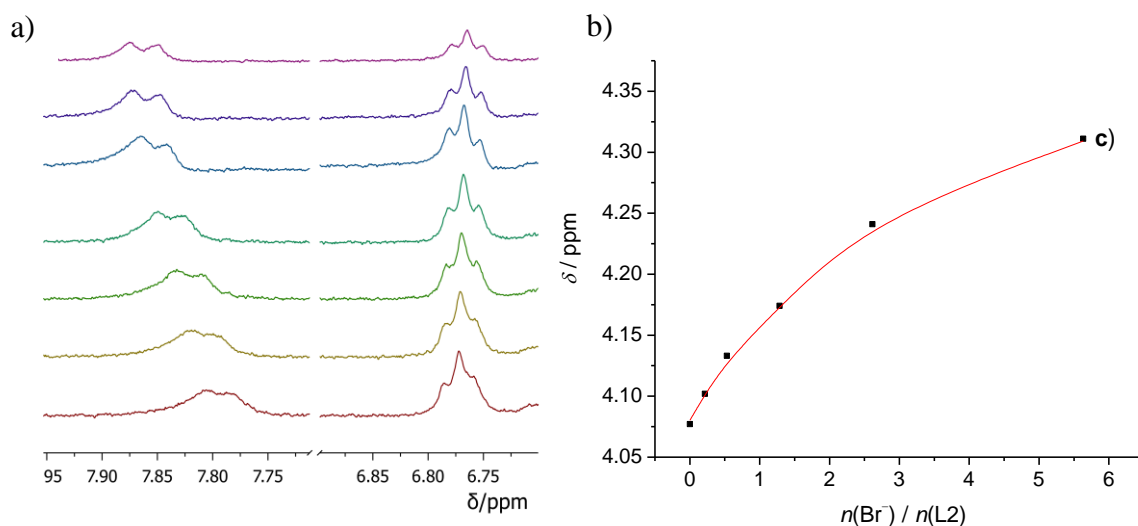 a)
95 7.90 7.85 7.80 7.75 6.85 6.80 6.75
δ/ppm
b)
4.35
4.30
4.25
4.20
4.15
4.10
4.05
δ / ppm
c)
0 1 2 3 4 5 6
n(Br⁻) / n(L2)